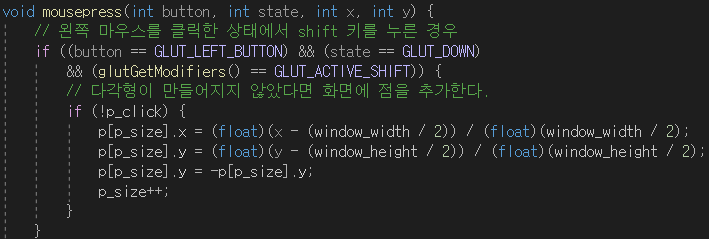 void mousepress(int button, int state, int x, int y) {
// 왼쪽 마우스를 클릭한 상태에서 shift 키를 누른 경우
if ((button == GLUT_LEFT_BUTTON) && (state == GLUT_DOWN)
&& (glutGetModifiers() == GLUT_ACTIVE_SHIFT)) {
// 다각형이 만들어지지 않았다면 화면에 점을 추가한다.
if (!p_click) {
p[p_size].x = (float)(x - (window_width / 2)) / (float)(window_width / 2);
p[p_size].y = (float)(y - (window_height / 2)) / (float)(window_height / 2);
p[p_size].y = -p[p_size].y;
p_size++;
}
}